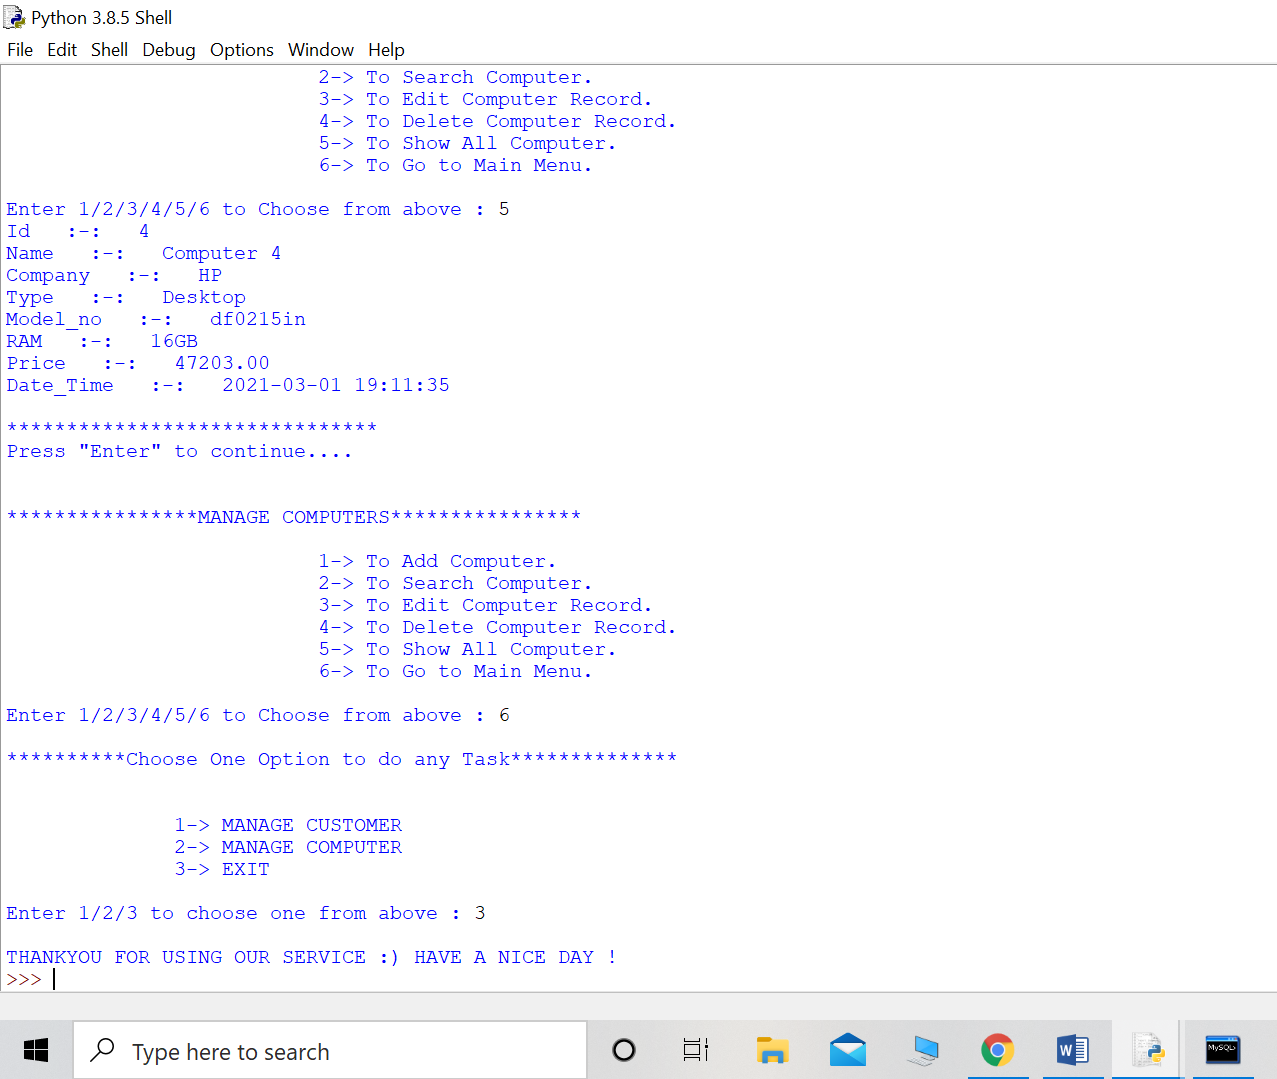 Python 3.8.5 Shell
File Edit Shell Debug Options Window Help
2-> To Search Computer.
3-> To Edit Computer Record.
4-> To Delete Computer Record.
5-> To Show All Computer.
6-> To Go to Main Menu.
Enter 1/2/3/4/5/6 to Choose from above : 5
Id :-: 4
Name :-: Computer 4
Company :-: HP
Type :-: Desktop
Model_no :-: df0215in
RAM :-: 16GB
Price :-: 47203.00
Date_Time :-: 2021-03-01 19:11:35
*******************************
Press "Enter" to continue....
****************MANAGE COMPUTERS****************
1-> To Add Computer.
2-> To Search Computer.
3-> To Edit Computer Record.
4-> To Delete Computer Record.
5-> To Show All Computer.
6-> To Go to Main Menu.
Enter 1/2/3/4/5/6 to Choose from above : 6
**********Choose One Option to do any Task**************
1-> MANAGE CUSTOMER
2-> MANAGE COMPUTER
3-> EXIT
Enter 1/2/3 to choose one from above : 3
THANKYOU FOR USING OUR SERVICE :) HAVE A NICE DAY !
>>>
Type here to search
W
MySQL>